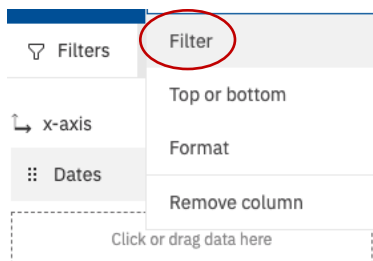 Filters
x-axis
Dates
Filter
Top or bottom
Format
Remove column
Click or drag data here